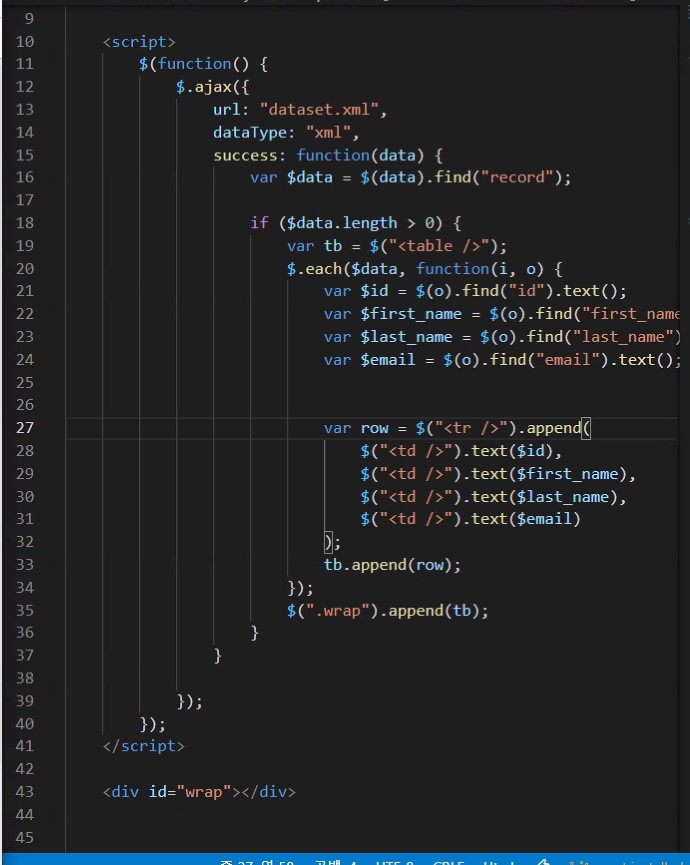 9
10 <script>
11 $(function() {
12 $.ajax({
13 url: "dataset.xml",
14 dataType: "xml",
15 success: function(data) {
16 var $data = $(data).find("record");
17
18 if ($data.length > 0) {
19 var tb = $("<table />");
20 $.each($data, function(i, o) {
21 var $id = $(o).find("id").text();
22 var $first_name = $(o).find("first_name
23 var $last_name = $(o).find("last_name")
24 var $email = $(o).find("email").text();
25
26
27 var row = $("<tr />").append(
28 $("<td />").text($id),
29 $("<td />").text($first_name),
30 $("<td />").text($last_name),
31 $("<td />").text($email)
32 );
33 tb.append(row);
34 });
35 $(".wrap").append(tb);
36 }
37 }
38
39 });
40 });
41 </script>
42
43 <div id="wrap"></div>
44
45